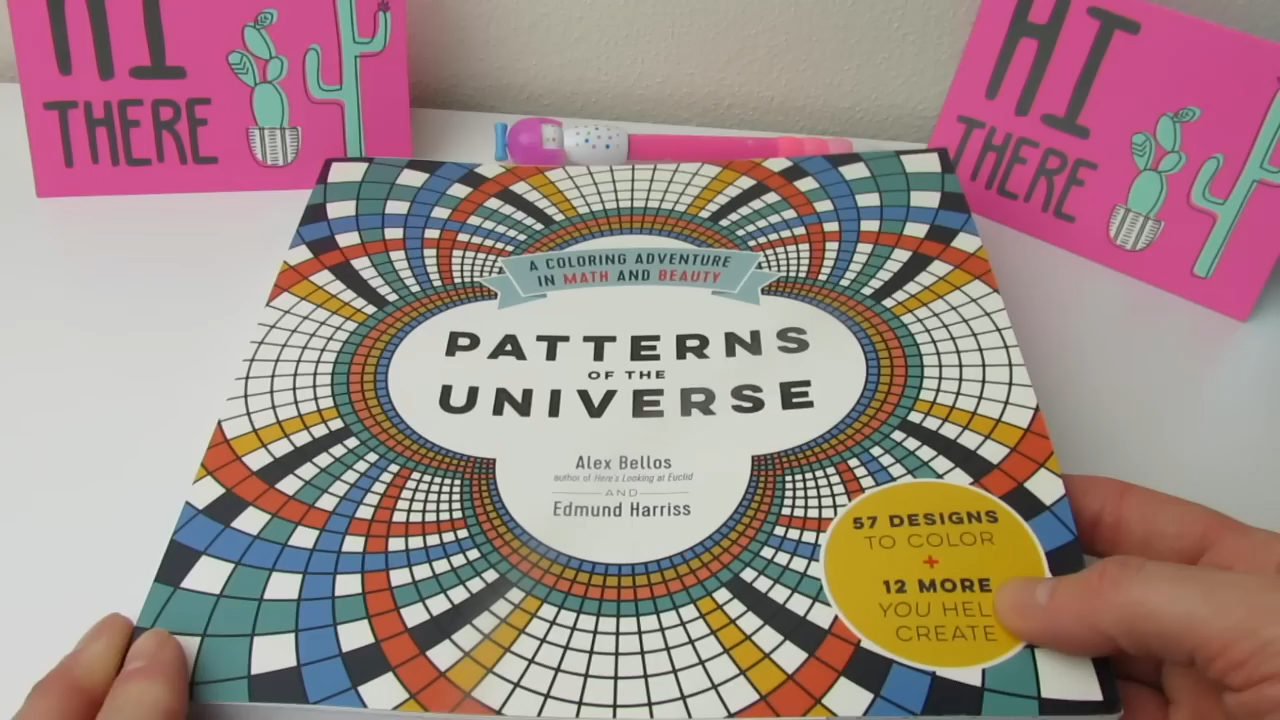 HI
THERE
HI
THERE
A COLORING ADVENTURE
IN MATH AND BEAUTY
PATTERNS
OF THE
UNIVERSE
Alex Bellos
author of Here's Looking at Euclid
AND
Edmund Harriss
57 DESIGNS
TO COLOR
+
12 MORE
YOU HEL
CREATE